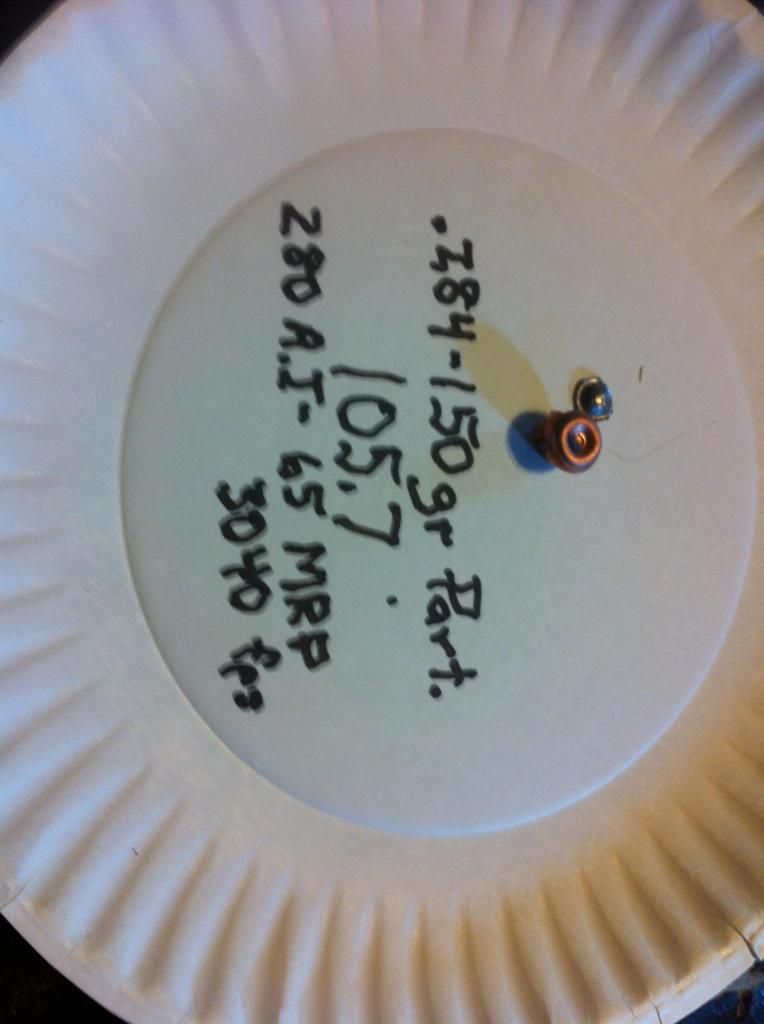 .284-150gr Part.
105.7
280 A.I- 65 MRP
3040 fps